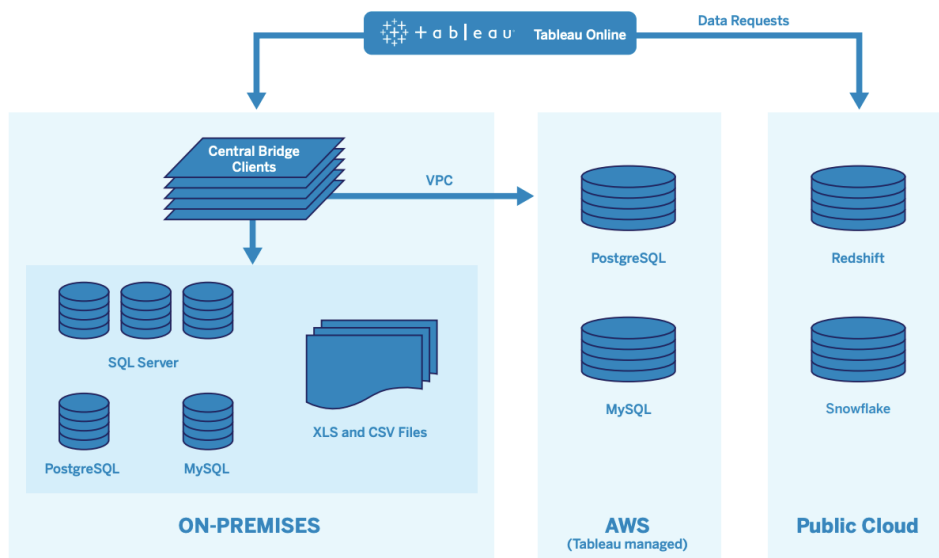 +ableau Tableau Online
Data Requests
Central Bridge
Clients
VPC
SQL Server
PostgreSQL
MySQL
XLS and CSV Files
ON-PREMISES
PostgreSQL
MySQL
AWS
(Tableau managed)
Redshift
Snowflake
Public Cloud